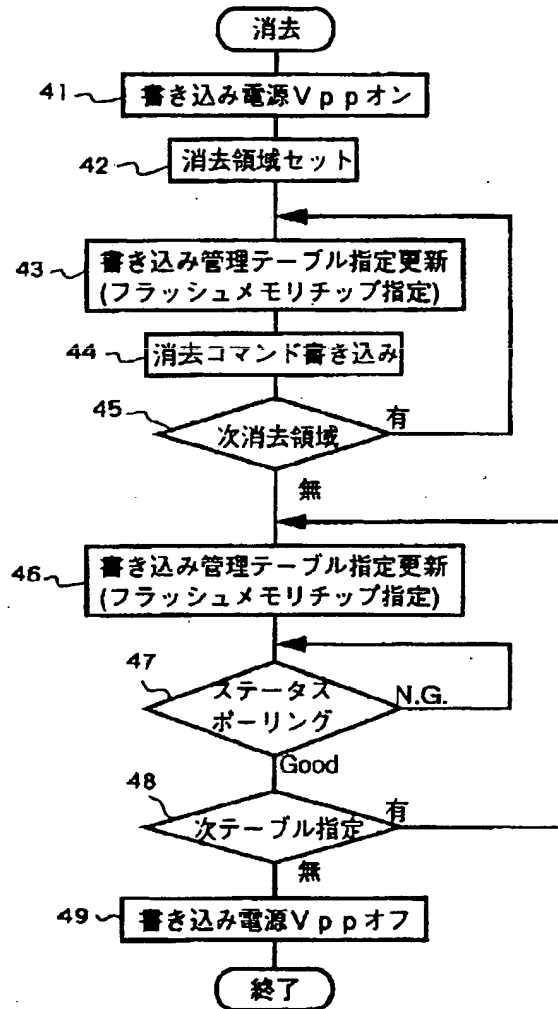 消去
41
書き込み電源Vppオン
42
消去領域セット
43
書き込み管理テーブル指定更新
(フラッシュメモリチップ指定)
44
消去コマンド書き込み
45
次消去領域
有
無
46
書き込み管理テーブル指定更新
(フラッシュメモリチップ指定)
47
ステータス
ポーリング
N.G.
Good
48
次テーブル指定
有
無
49
書き込み電源Vppオフ
終了